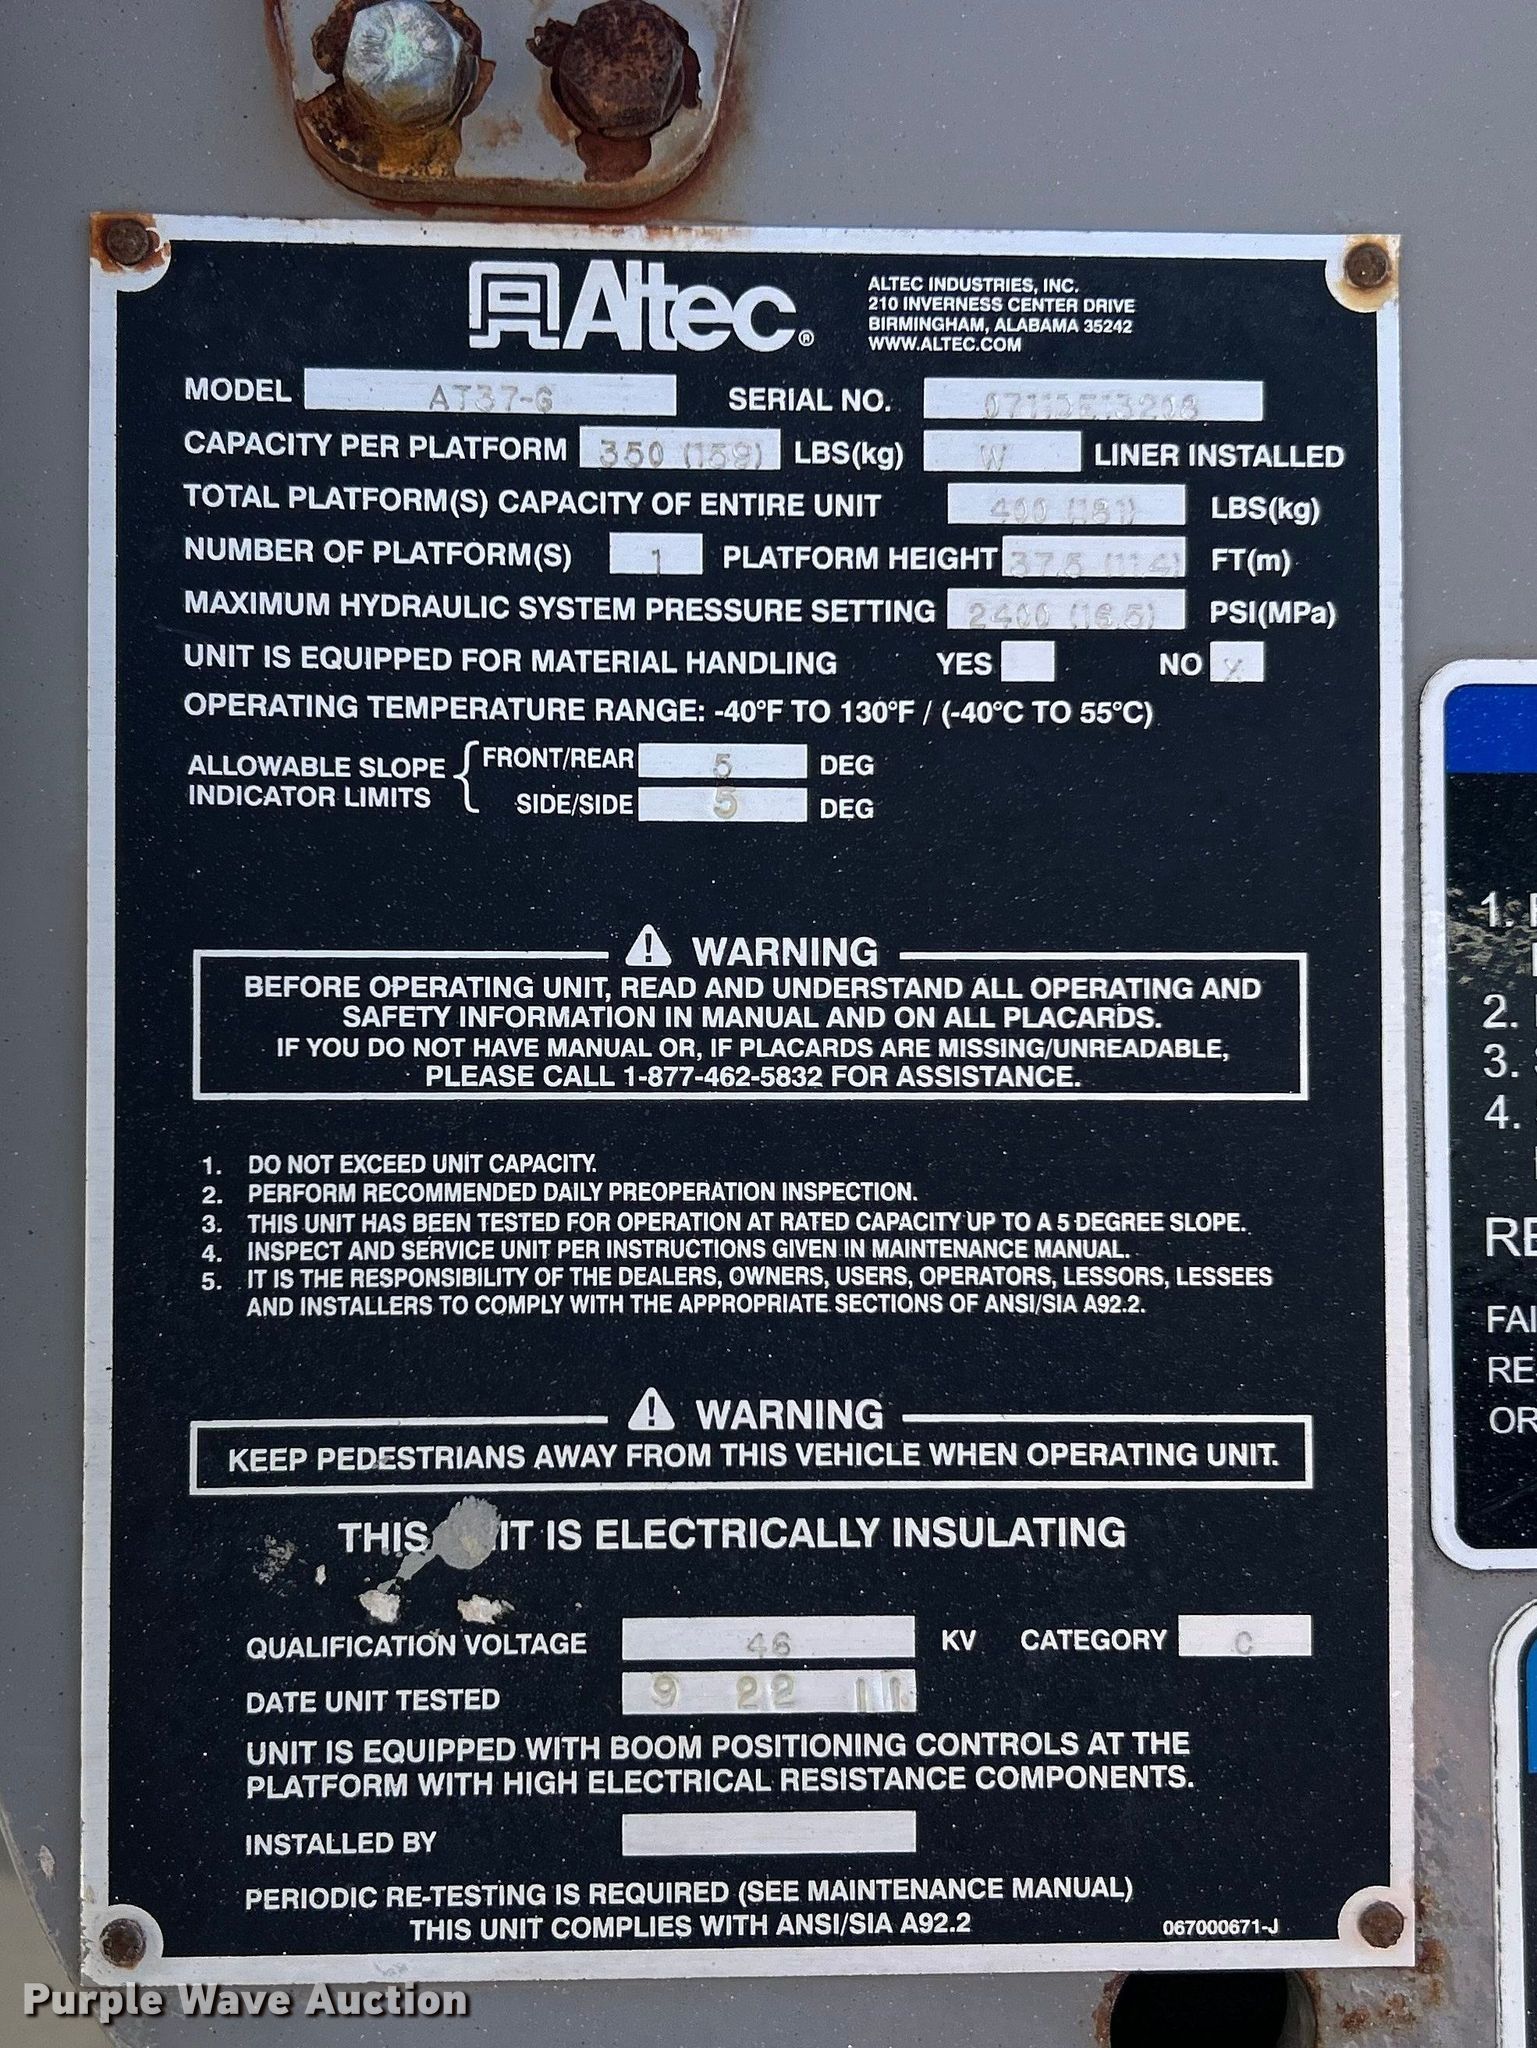 Altec®
ALTEC INDUSTRIES, INC.
210 INVERNESS CENTER DRIVE
BIRMINGHAM, ALABAMA 35242
WWW.ALTEC.COM
MODEL AT37-G SERIAL NO.
CAPACITY PER PLATFORM 350 (159) LBS(kg) W LINER INSTALLED
TOTAL PLATFORM(S) CAPACITY OF ENTIRE UNIT 400 (181) LBS(kg)
NUMBER OF PLATFORM(S) 1 PLATFORM HEIGHT 37.5 (11.4) FT(m)
MAXIMUM HYDRAULIC SYSTEM PRESSURE SETTING 2400 (16.5) PSI(MPa)
UNIT IS EQUIPPED FOR MATERIAL HANDLING YES NO X
OPERATING TEMPERATURE RANGE: -40°F TO 130°F / (-40°C TO 55°C)
ALLOWABLE SLOPE INDICATOR LIMITS
FRONT/REAR 5 DEG
SIDE/SIDE 5 DEG
WARNING
BEFORE OPERATING UNIT, READ AND UNDERSTAND ALL OPERATING AND
SAFETY INFORMATION IN MANUAL AND ON ALL PLACARDS.
IF YOU DO NOT HAVE MANUAL OR, IF PLACARDS ARE MISSING/UNREADABLE,
PLEASE CALL 1-877-462-5832 FOR ASSISTANCE.
1. DO NOT EXCEED UNIT CAPACITY.
2. PERFORM RECOMMENDED DAILY PREOPERATION INSPECTION.
3. THIS UNIT HAS BEEN TESTED FOR OPERATION AT RATED CAPACITY UP TO A 5 DEGREE SLOPE.
4. INSPECT AND SERVICE UNIT PER INSTRUCTIONS GIVEN IN MAINTENANCE MANUAL.
5. IT IS THE RESPONSIBILITY OF THE DEALERS, OWNERS, USERS, OPERATORS, LESSORS, LESSEES
AND INSTALLERS TO COMPLY WITH THE APPROPRIATE SECTIONS OF ANSI/SIA A92.2.
WARNING
KEEP PEDESTRIANS AWAY FROM THIS VEHICLE WHEN OPERATING UNIT.
THIS IT IS ELECTRICALLY INSULATING
QUALIFICATION VOLTAGE 46 KV CATEGORY C
DATE UNIT TESTED 9 22 11
UNIT IS EQUIPPED WITH BOOM POSITIONING CONTROLS AT THE
PLATFORM WITH HIGH ELECTRICAL RESISTANCE COMPONENTS.
INSTALLED BY
PERIODIC RE-TESTING IS REQUIRED (SEE MAINTENANCE MANUAL)
THIS UNIT COMPLIES WITH ANSI/SIA A92.2
067000671-J
1.
2.
3.
4.
RE
FAI
RE
OR
Purple Wave Auction